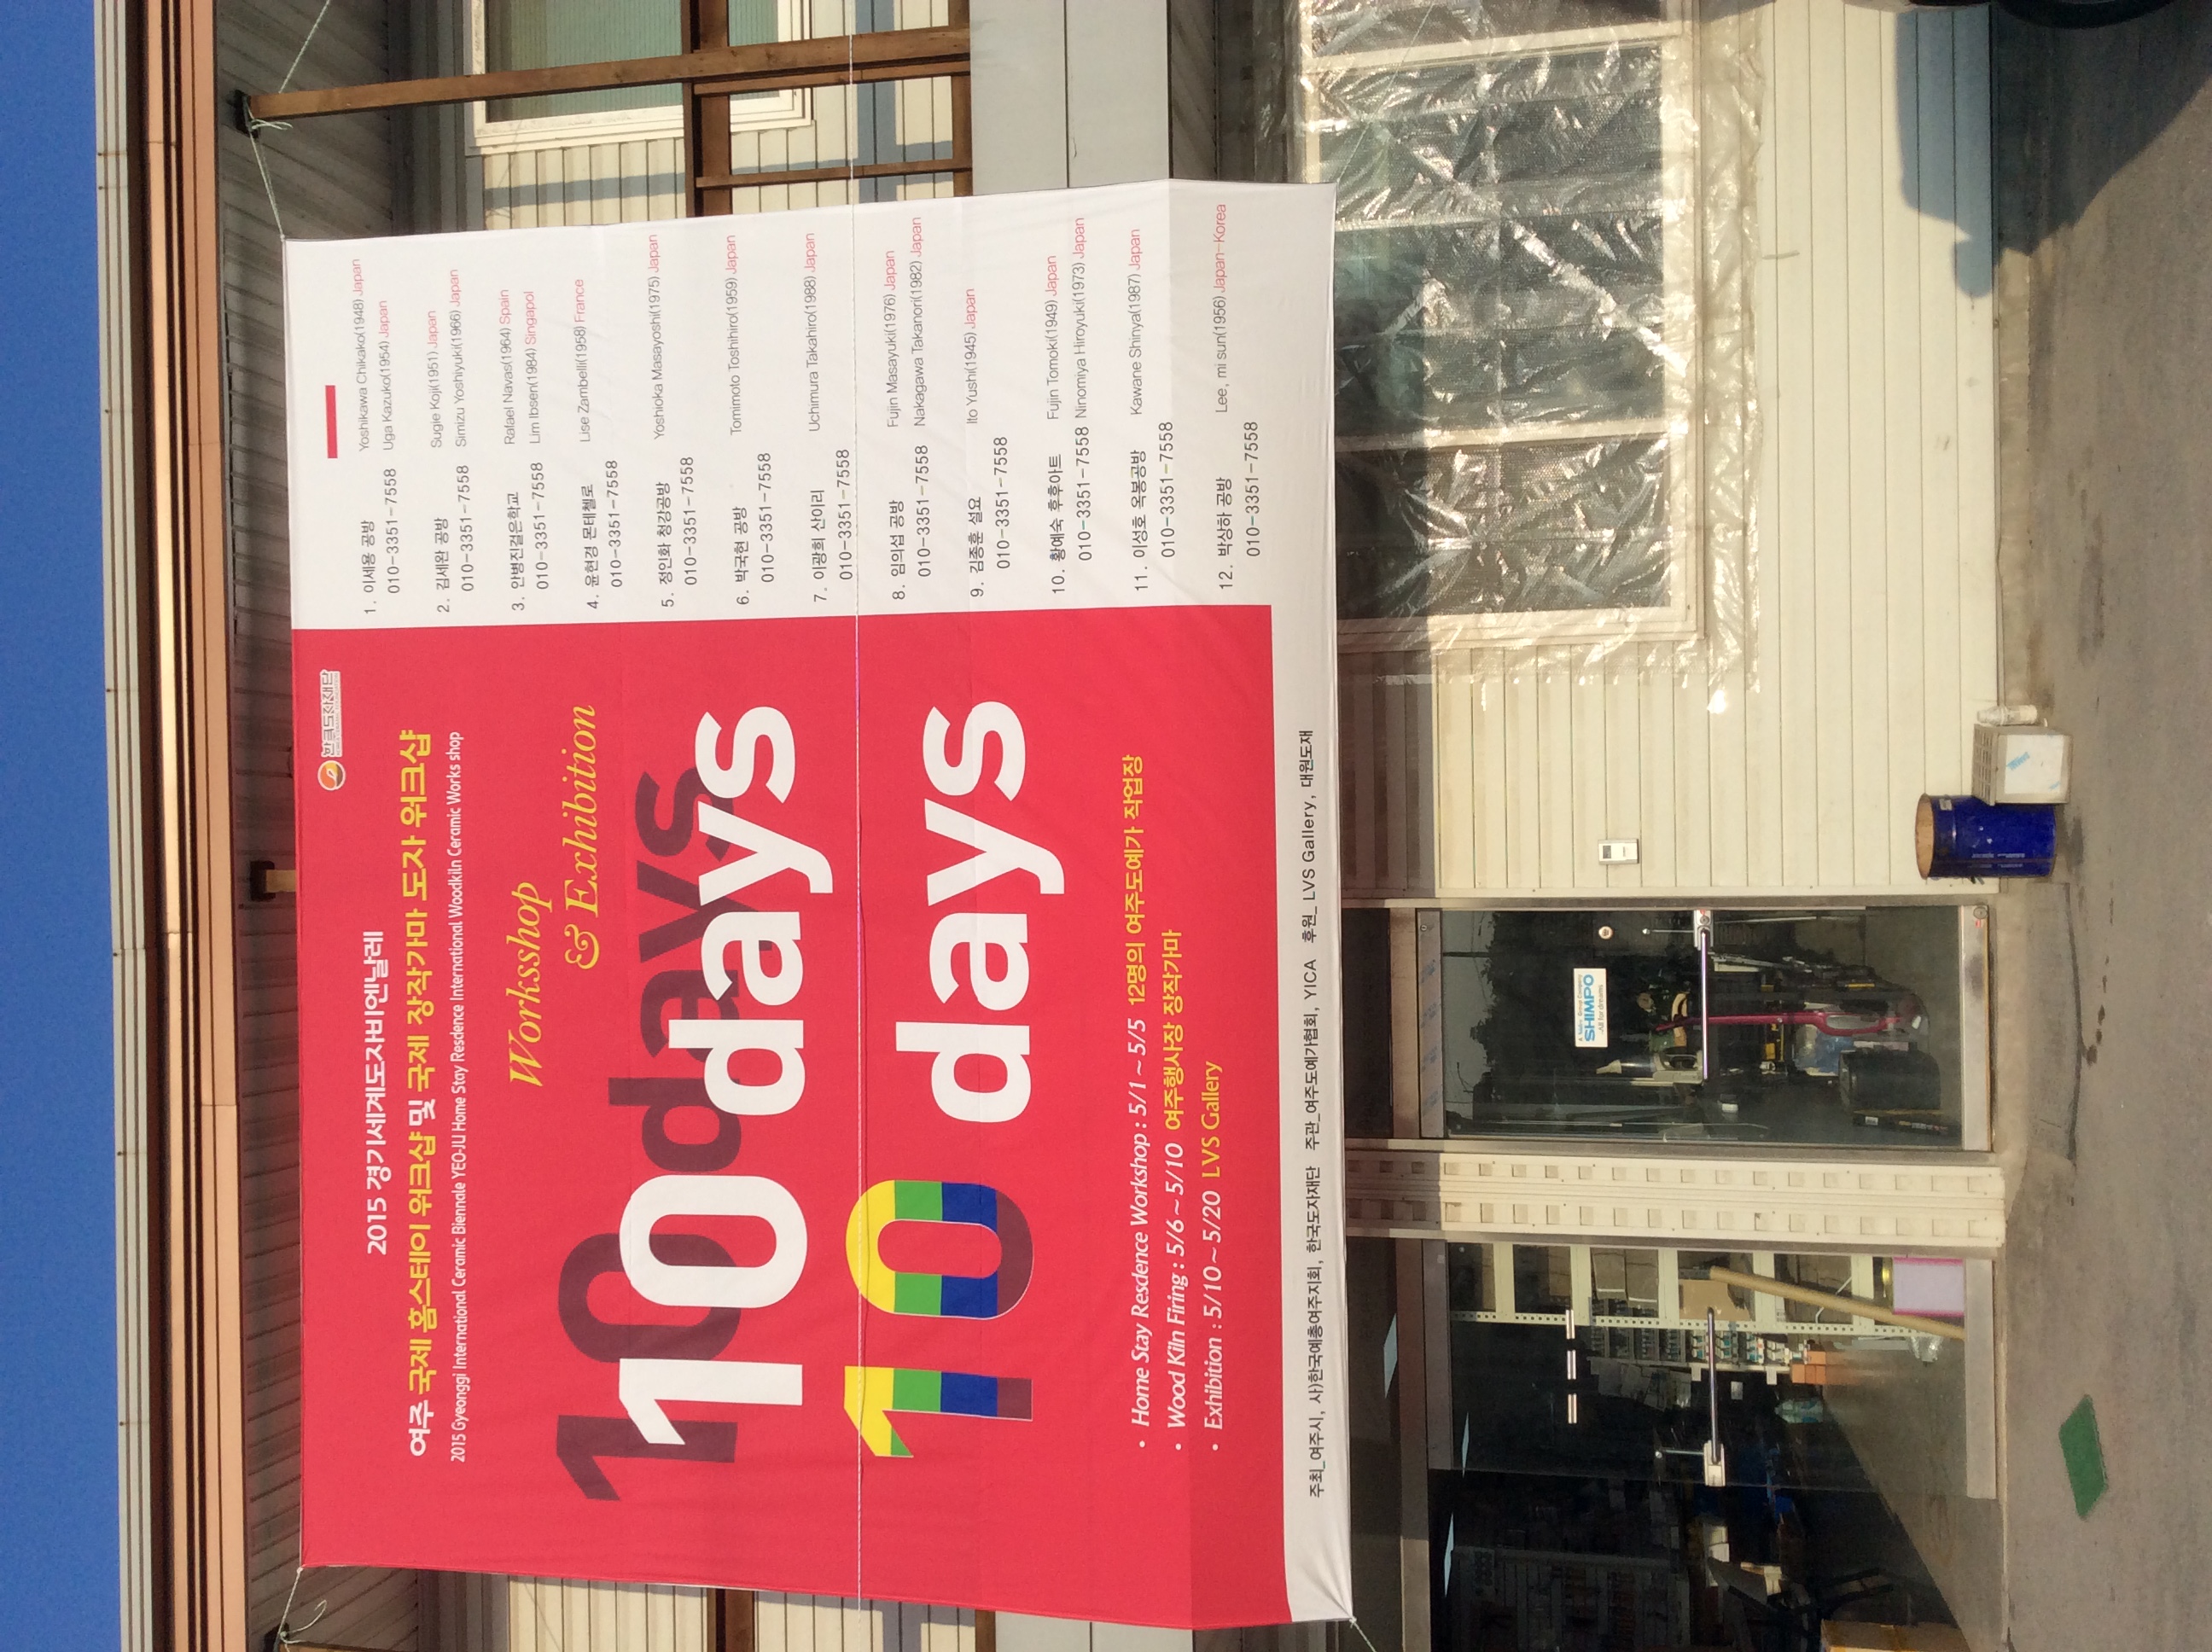 한국도자재단
KOREA CERAMIC FOUNDATION
2015 경기세계도자비엔날레
여주 국제 홈스테이 워크샵 및 국제 장작가마 도자 워크샵
2015 Gyeonggi International Ceramic Biennale YEO-JU Home Stay Resdence International Woodkiln Ceramic Works shop
Worksshop
& Exhibition
10 days
10 days
10 days
• Home Stay Resdence Workshop : 5/1 ~ 5/5 12명의 여주도예가 작업장
• Wood Kiln Firing : 5/6 ~ 5/10 여주행사장 장작가마
• Exhibition : 5/10 ~ 5/20 LVS Gallery
주최_여주시, 사)한국예총여주지회, 한국도자재단 주관_여주도예가협회, YICA 후원_ LVS Gallery, 대원도재
1. 이세용 공방 Yoshikawa Chikako(1948) Japan
010-3351-7558 Uga Kazuko(1954) Japan
2. 김세완 공방 Sugie Koji(1951) Japan
010-3351-7558 Simizu Yoshiyuki(1966) Japan
3. 안병진걸은학교 Rafael Navas(1964) Spain
010-3351-7558 Lim Ibsen(1984) Singapol
4. 윤현경 몬테첼로 Lise Zambelli(1958) France
010-3351-7558
5. 정인화 청강공방 Yoshioka Masayoshi(1975) Japan
010-3351-7558
6. 박국현 공방 Tomimoto Toshihiro(1959) Japan
010-3351-7558
7. 이광희 산이리 Uchimura Takahiro(1988) Japan
010-3351-7558
8. 임의섭 공방 Fujin Masayuki(1976) Japan
010-3351-7558 Nakagawa Takanori(1982) Japan
9. 김종훈 설요 Ito Yushi(1945) Japan
010-3351-7558
10. 황예숙 후후아트 Fujin Tomoki(1949) Japan
010-3351-7558 Ninomiya Hiroyuki(1973) Japan
11. 이성호 옥봉공방 Kawane Shinya(1987) Japan
010-3351-7558
12. 박상하 공방 Lee, mi sun(1956) Japan-Korea
010-3351-7558
A Nidec Group Company
SHIMPO
-All for dreams